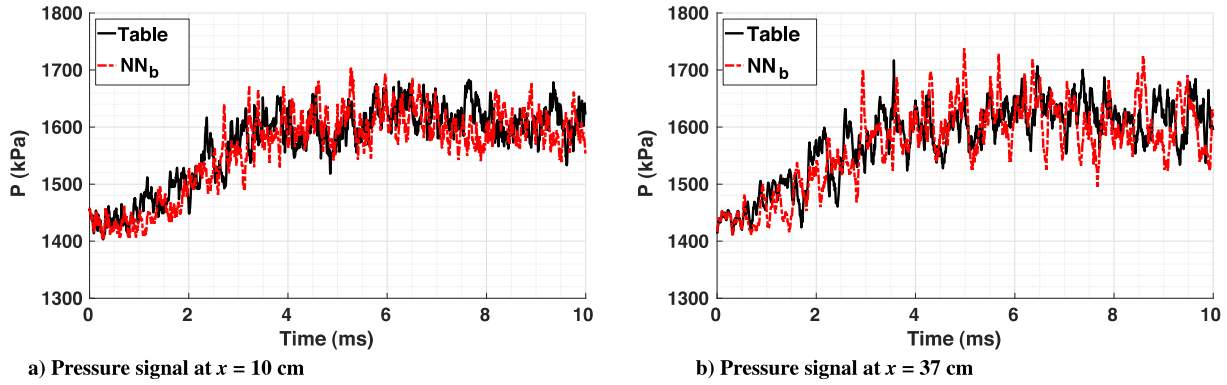 1800
1700
1600
1500
1400
1300
P (kPa)
Table
NNb
0 2 4 6 8 10
Time (ms)
a) Pressure signal at x = 10 cm
1800
1700
1600
1500
1400
1300
P (kPa)
Table
NNb
0 2 4 6 8 10
Time (ms)
b) Pressure signal at x = 37 cm